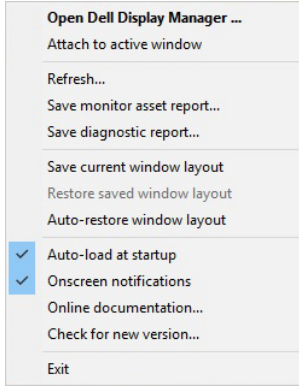 Open Dell Display Manager ...
Attach to active window
Refresh...
Save monitor asset report...
Save diagnostic report...
Save current window layout
Restore saved window layout
Auto-restore window layout
Auto-load at startup
Onscreen notifications
Online documentation...
Check for new version...
Exit